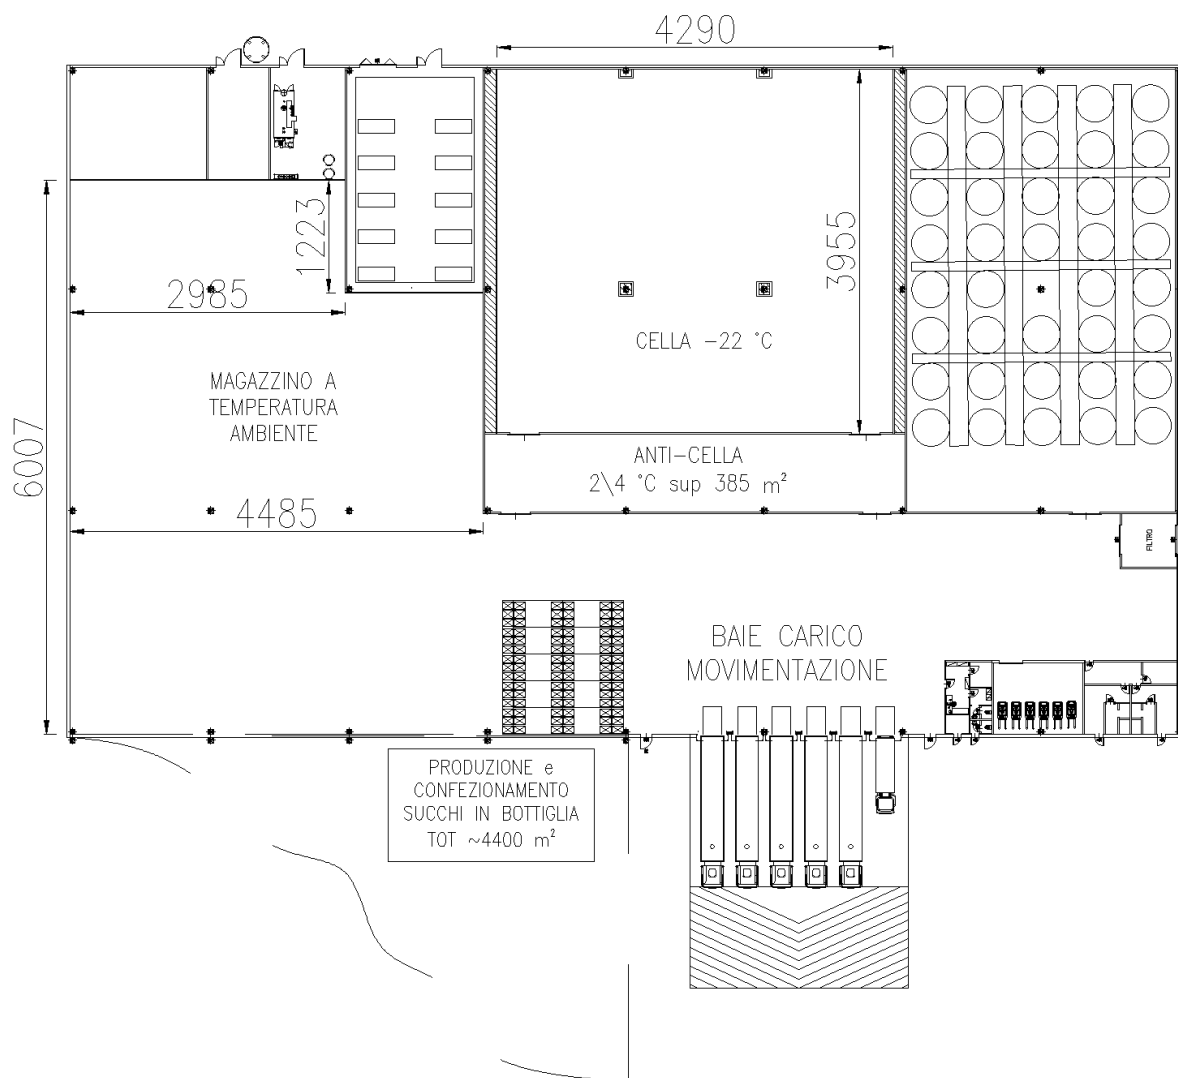 4290
3955
1223
2985
CELLA -22 °C
MAGAZZINO A
TEMPERATURA
AMBIENTE
6007
ANTI-CELLA
2\4 °C sup 385 m²
4485
FILTRO
BAIE CARICO
MOVIMENTAZIONE
PRODUZIONE e
CONFEZIONAMENTO
SUCCHI IN BOTTIGLIA
TOT ~4400 m²